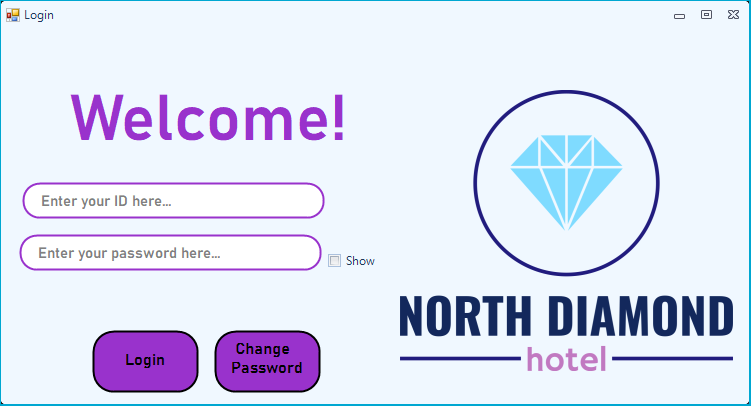 Login
Welcome!
Enter your ID here...
Enter your password here...
Show
Login
Change
Password
NORTH DIAMOND
hotel